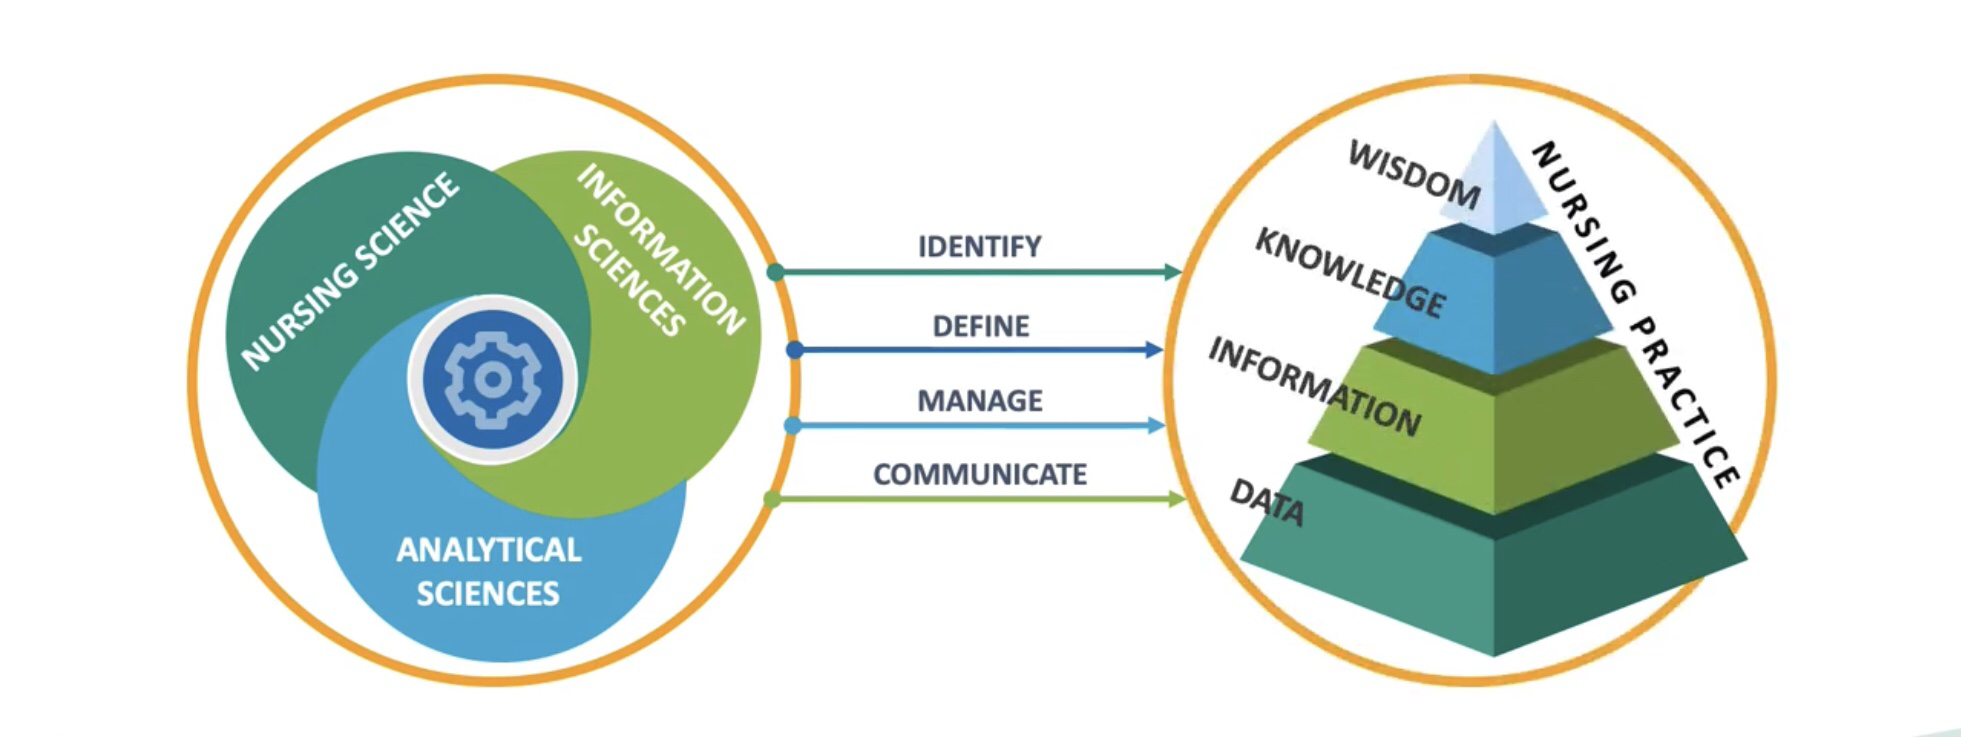 NURSING SCIENCE
INFORMATION
SCIENCES
ANALYTICAL
SCIENCES
IDENTIFY
DEFINE
MANAGE
COMMUNICATE
WISDOM
KNOWLEDGE
INFORMATION
DATA
NURSING PRACTICE